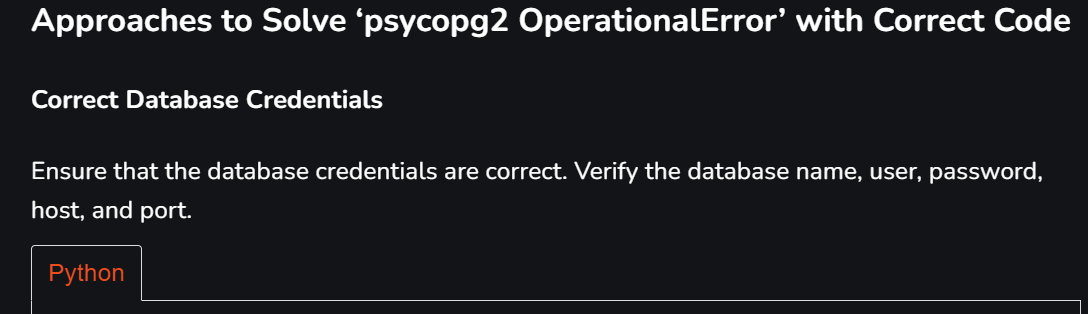 Approaches to Solve ‘psycopg2 OperationalError’ with Correct Code
Correct Database Credentials
Ensure that the database credentials are correct. Verify the database name, user, password,
host, and port.
Python